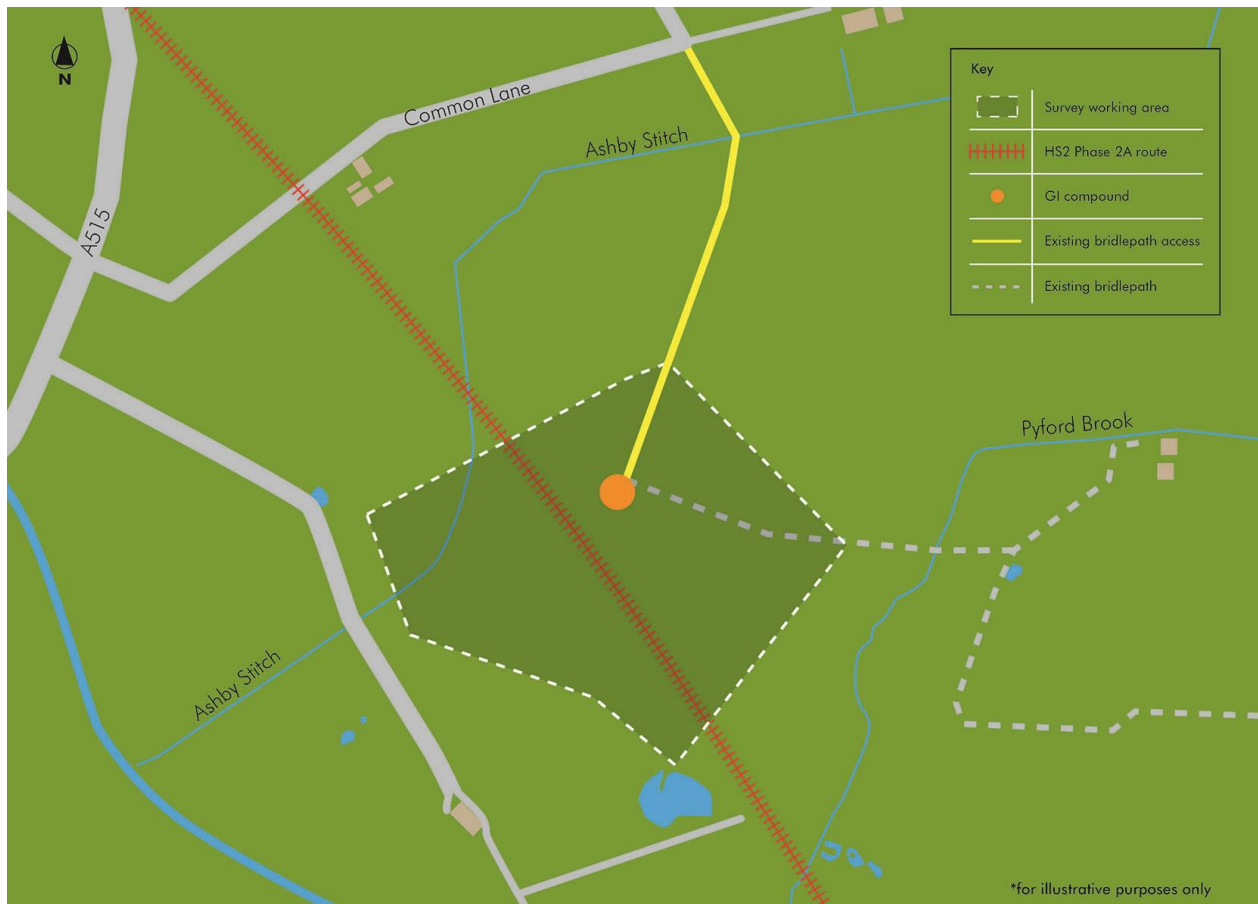 N
Common Lane
Ashby Stitch
A515
Key
Survey working area
HS2 Phase 2A route
GI compound
Existing bridlepath access
Existing bridlepath
Pyford Brook
Ashby Stitch
*for illustrative purposes only